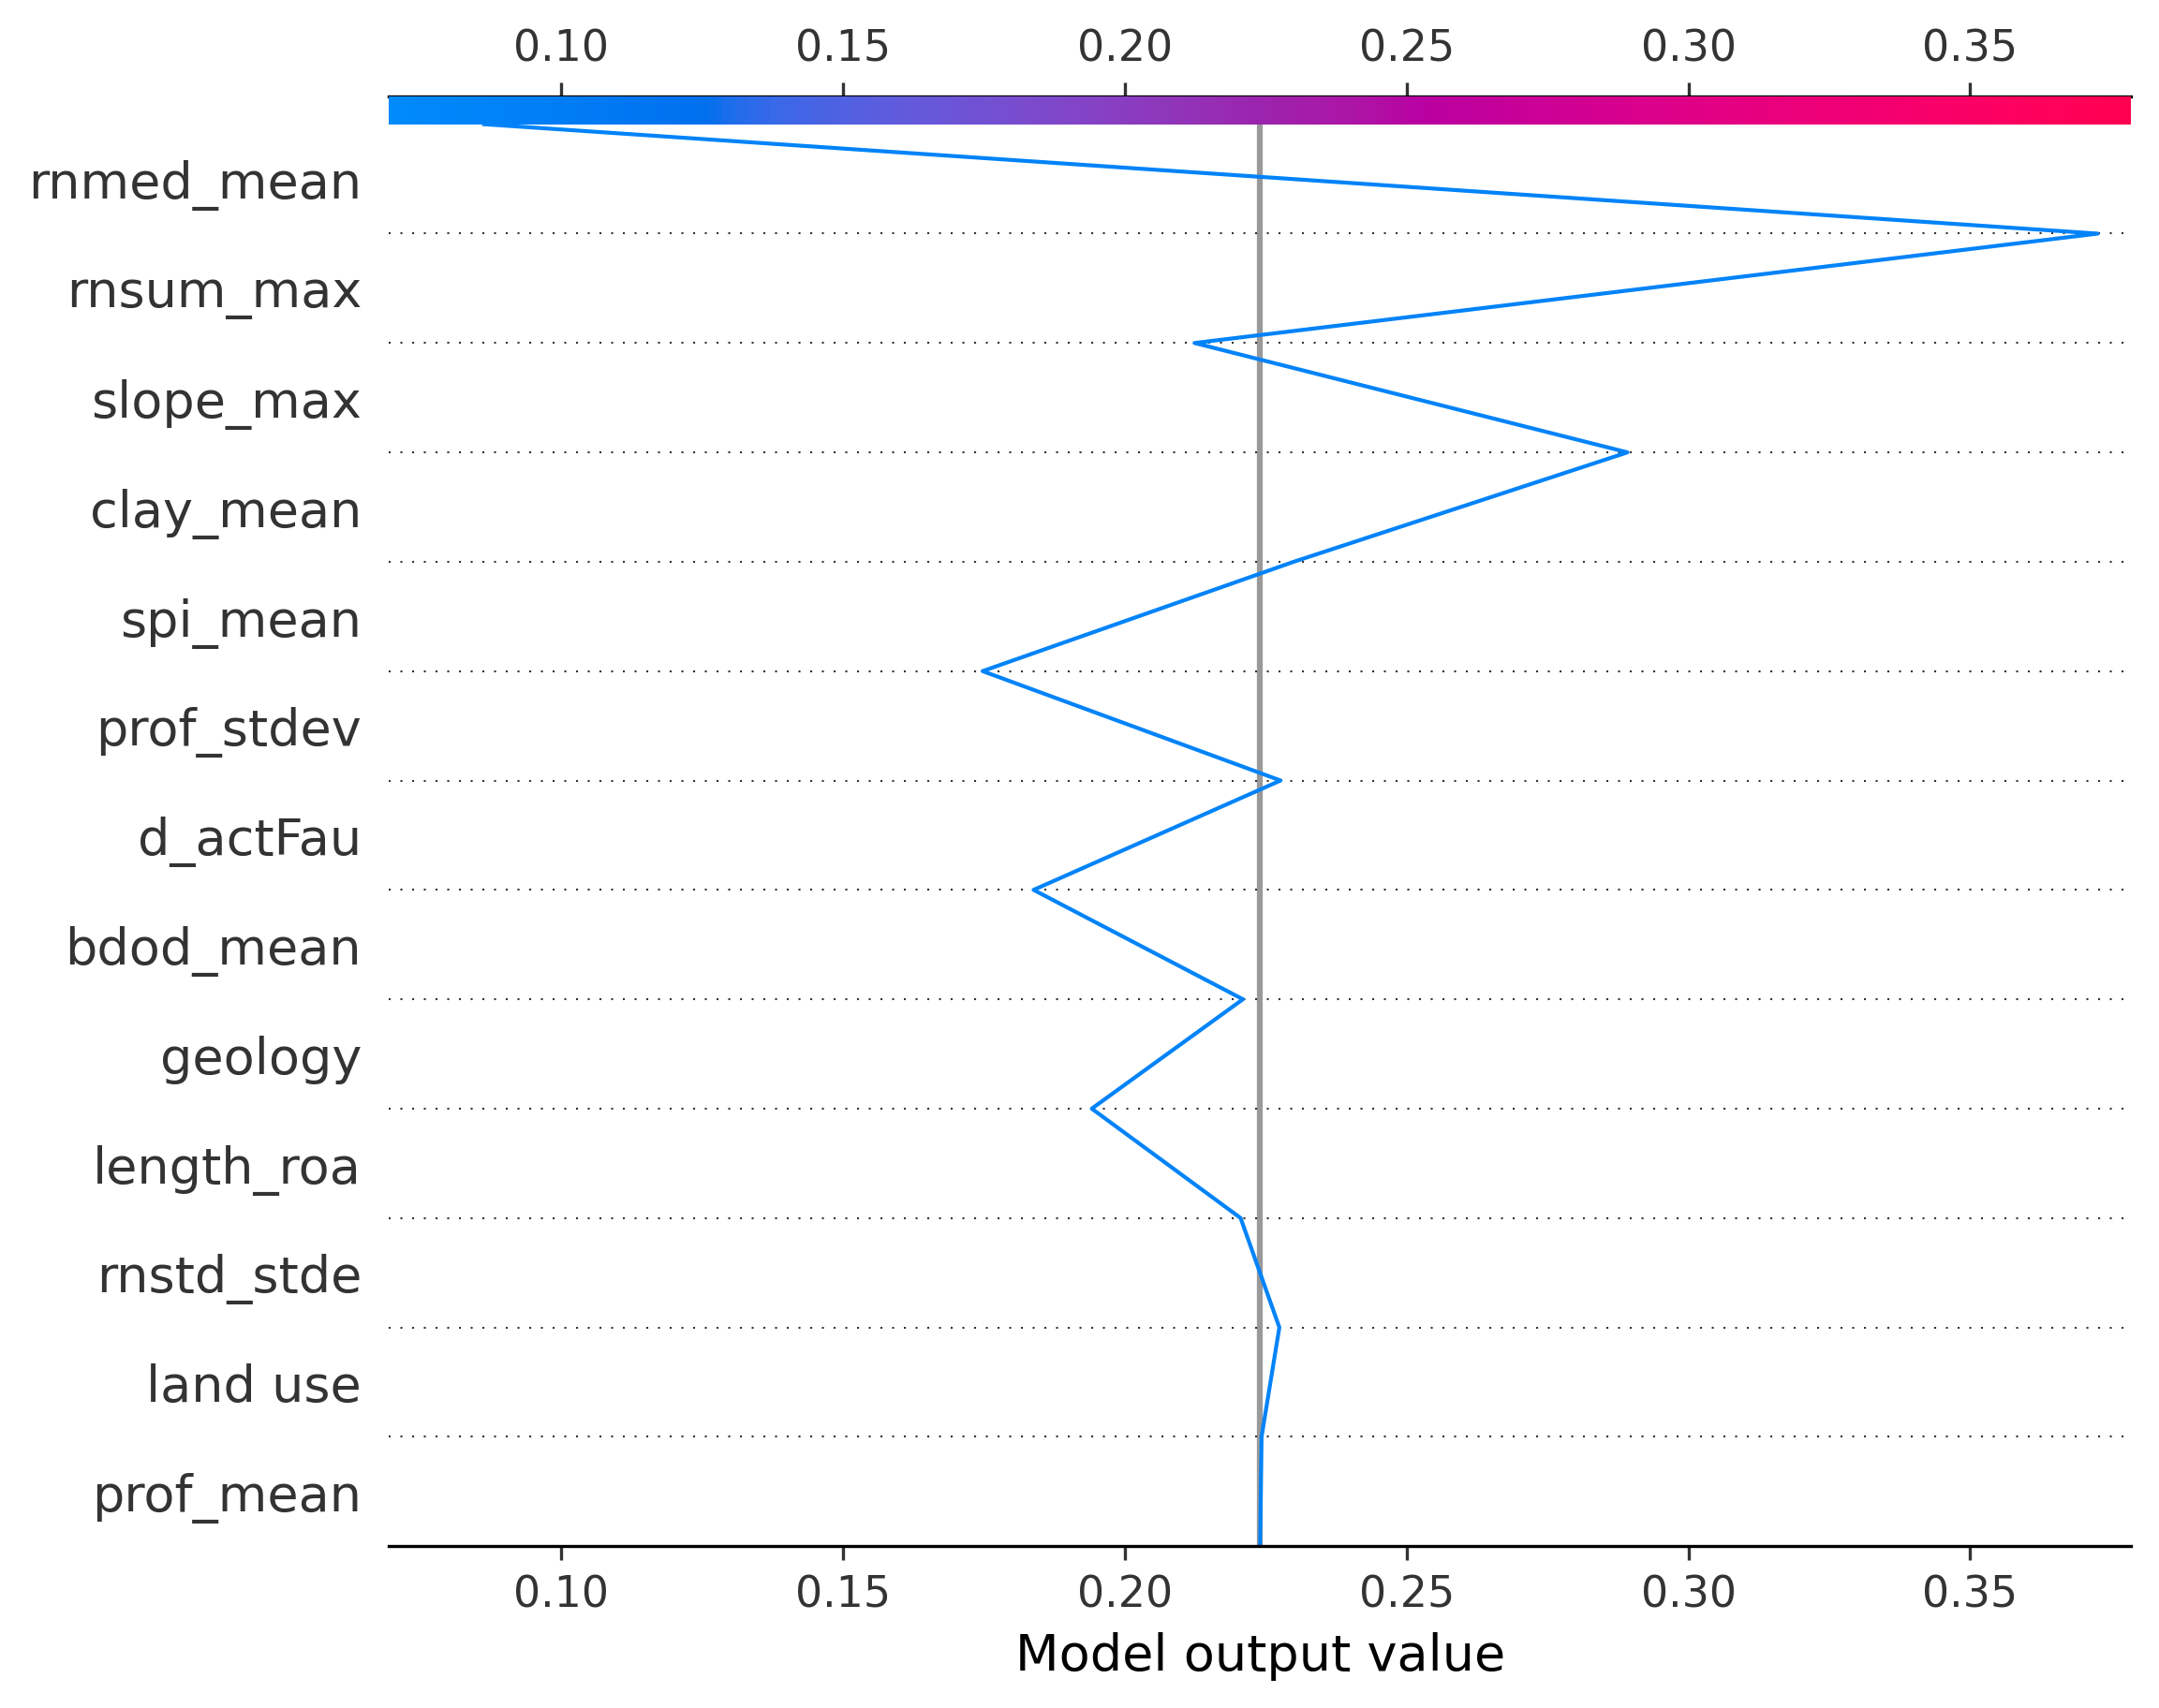 0.10 0.15 0.20 0.25 0.30 0.35
rnmed_mean
rnsum_max
slope_max
clay_mean
spi_mean
prof_stdev
d_actFau
bdod_mean
geology
length_roa
rnstd_stde
land use
prof_mean
0.10 0.15 0.20 0.25 0.30 0.35
Model output value